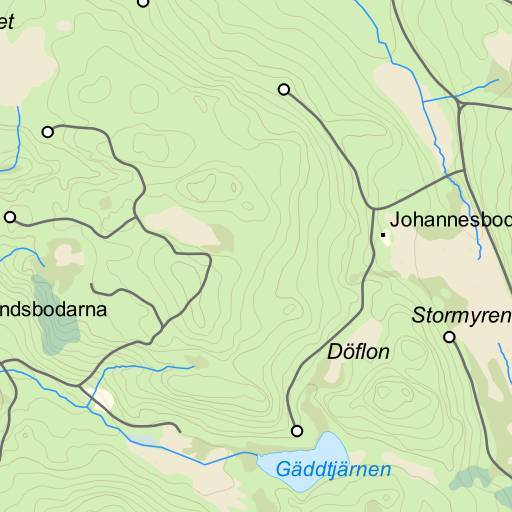 et
Johannesbod
ndsbodarna
Stormyren
Döflon
Gäddtjärnen